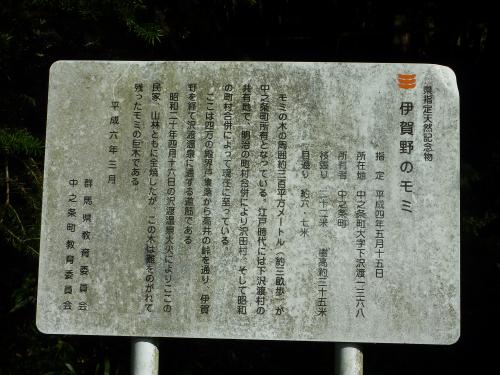 県指定天然記念物
伊賀野のモミ
指定 平成四年五月十五日
所在地 中之条町大字下沢渡一三六八
所有者 中之条町
枝張り 二十二米 樹高約三十五米
目通り 約六・七米
モミの木の周囲約三百平方メートル(約三畝歩)が
中之条町所有となっている。江戸時代には下沢渡村の
共有地で、明治の町村合併により沢田村、そして昭和
の町村合併によって現在に至っている。
ここは四万の殿界戸集落から高井の峠を通り、伊賀
野を経て沢渡温泉に通ずる道筋である。
昭和二十年四月十六日の沢渡温泉大火によりここの
民家、山林ともに全焼したが、この木は難をのがれて
残ったモミの巨木である。
平成六年三月
群馬県教育委員会
中之条町教育委員会